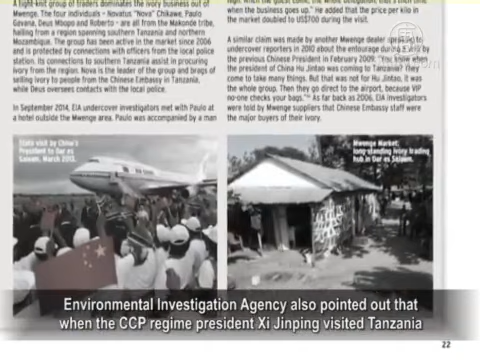 A tight-knit group of traders dominates the ivory business out of
Mwenge. The four individuals – Novatus "Nova" Chikawe, Paulo
Gavana, Deus Mlogo and Roberto – are all from the Makonde tribe,
hailing from a region spanning southern Tanzania and northern
Mozambique. The group has been active in the market since 2006
and is protected by connections with officers from the local police
station. Its connections to southern Tanzania assist in procuring
ivory from the region. Nova is the leader of the group and brags of
selling ivory to people from the Chinese Embassy in Tanzania,
while Deus oversees contacts with the local police.
In September 2014, EIA undercover investigators met with Paulo at
a hotel outside the Mwenge area. Paulo was accompanied by a man
when the business goes up." He added that the price per kilo in
the market doubled to US$700 during the visit.
A similar claim was made by another Mwenge dealer speaking to
undercover reporters in 2010 about the entourage during a visit by
the previous Chinese President in February 2009: "You know when
the president of China Hu Jintao was coming to Tanzania? They
come to take many things. But that was not for Hu Jintao, it was
the whole group. Then they go direct to the airport, because VIP
no-one checks your bags." As far back as 2006, EIA investigators
were told by Mwenge suppliers that Chinese Embassy staff were
the major buyers of their ivory.
State visit by China's
President to Dar es
Salaam, March 2013.
Mwenge Market:
long-standing ivory trading
hub in Dar es Salaam.
Environmental Investigation Agency also pointed out that
when the CCP regime president Xi Jinping visited Tanzania
22